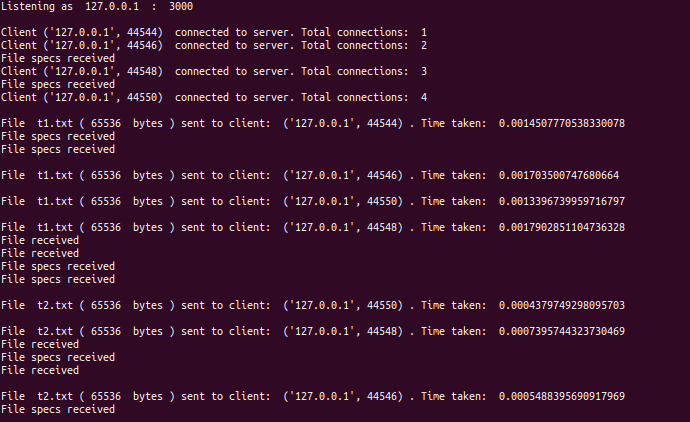 Listening as  127.0.0.1  :  3000
Client ('127.0.0.1', 44544)  connected to server. Total connections:  1
Client ('127.0.0.1', 44546)  connected to server. Total connections:  2
File specs received
Client ('127.0.0.1', 44548)  connected to server. Total connections:  3
File specs received
Client ('127.0.0.1', 44550)  connected to server. Total connections:  4
File  t1.txt ( 65536  bytes ) sent to client:  ('127.0.0.1', 44544) . Time taken:  0.0014507770538330078
File specs received
File specs received
File  t1.txt ( 65536  bytes ) sent to client:  ('127.0.0.1', 44546) . Time taken:  0.001703500747680664
File  t1.txt ( 65536  bytes ) sent to client:  ('127.0.0.1', 44550) . Time taken:  0.0013396739959716797
File  t1.txt ( 65536  bytes ) sent to client:  ('127.0.0.1', 44548) . Time taken:  0.0017902851104736328
File received
File received
File specs received
File specs received
File  t2.txt ( 65536  bytes ) sent to client:  ('127.0.0.1', 44550) . Time taken:  0.0004379749298095703
File  t2.txt ( 65536  bytes ) sent to client:  ('127.0.0.1', 44548) . Time taken:  0.0007395744323730469
File received
File specs received
File received
File  t2.txt ( 65536  bytes ) sent to client:  ('127.0.0.1', 44546) . Time taken:  0.0005488395690917969
File specs received